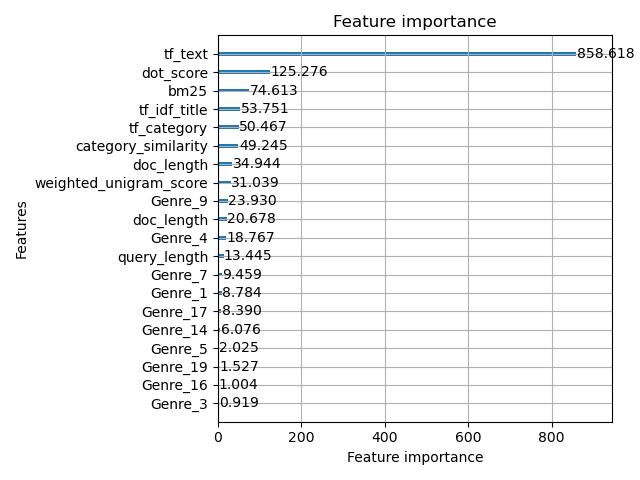 Feature importance
tf_text 858.618
dot_score 125.276
bm25 74.613
tf_idf_title 53.751
tf_category 50.467
category_similarity 49.245
doc_length 34.944
weighted_unigram_score 31.039
Genre_9 23.930
doc_length 20.678
Genre_4 18.767
query_length 13.445
Genre_7 9.459
Genre_1 8.784
Genre_17 8.390
Genre_14 6.076
Genre_5 2.025
Genre_19 1.527
Genre_16 1.004
Genre_3 0.919
Features
0 200 400 600 800
Feature importance